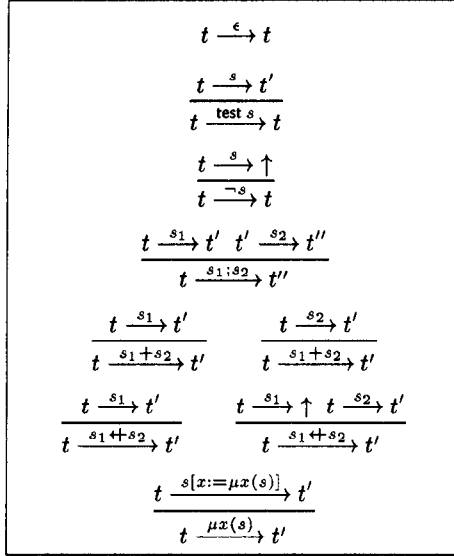 t —ϵ→ t
t —s→ t′
t —test s→ t
t —s→ ↑
t —¬s→ t
t —s₁→ t′   t′ —s₂→ t″
t —s₁;s₂→ t″
t —s₁→ t′   t —s₂→ t′
t —s₁+s₂→ t′   t —s₁+s₂→ t′
t —s₁→ t′   t —s₁→ ↑   t —s₂→ t′
t —s₁↚s₂→ t′   t —s₁↚s₂→ t′
t —s[x:=μx(s)]→ t′
t —μx(s)→ t′